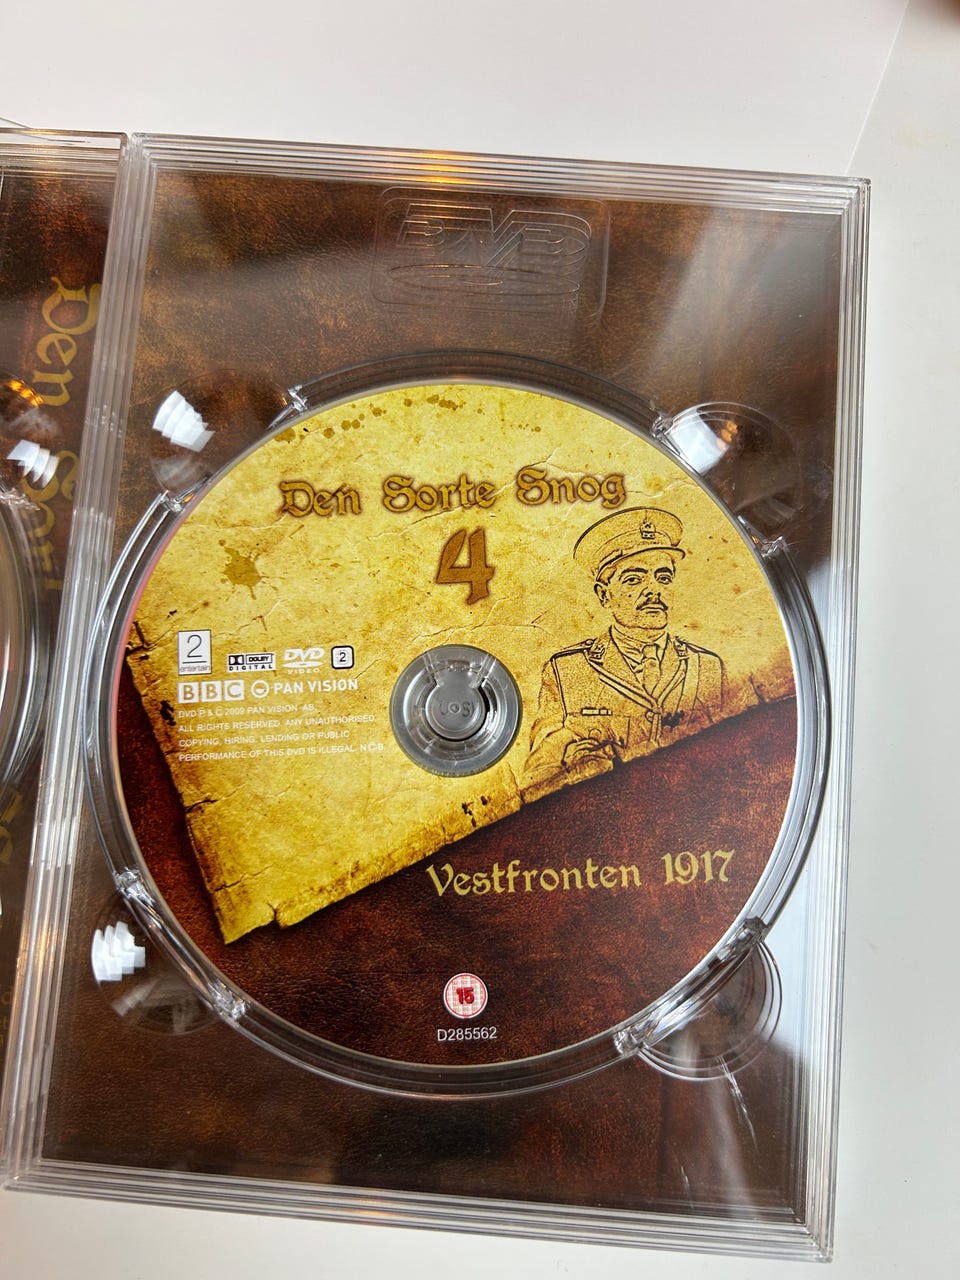 DVD
Den
Den Sorte Snog
4
2
entertain
DOLBY
DIGITAL
DVD
VIDEO
2
BBC PAN VISION
DVD P & C 2009 PAN VISION AS.
ALL RIGHTS RESERVED. ANY UNAUTHORISED
COPYING, HIRING, LENDING OR PUBLIC
PERFORMANCE OF THIS DVD IS ILLEGAL. N.C.B.
Vestfronten 1917
15
D285562